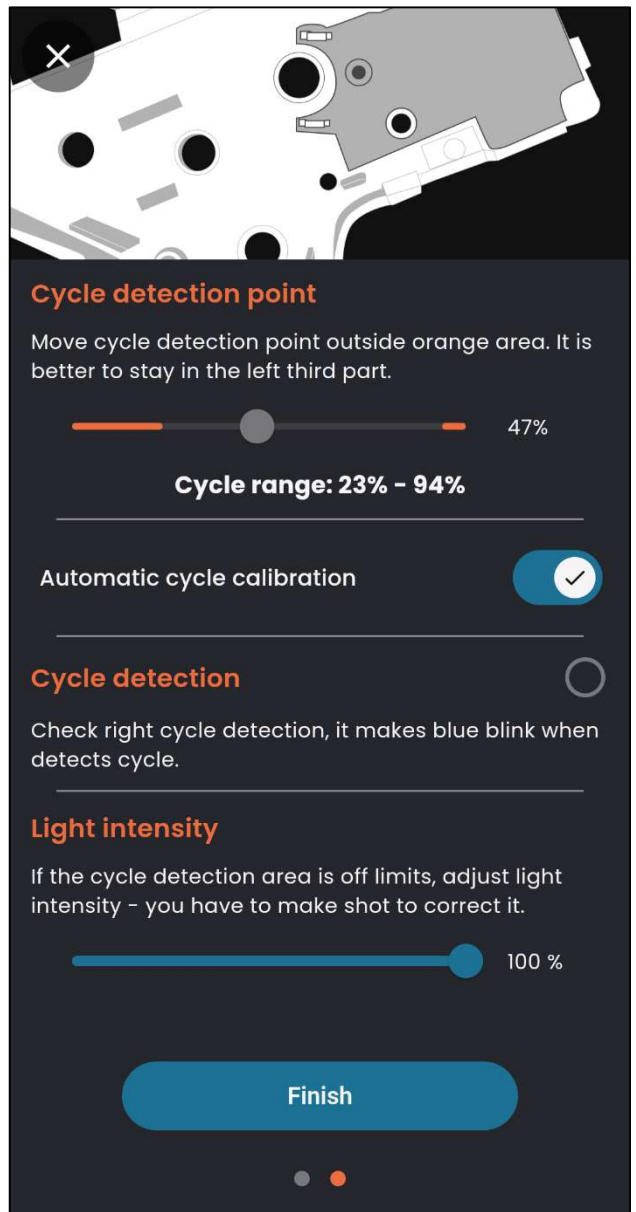 Cycle detection point
Move cycle detection point outside orange area. It is
better to stay in the left third part.
47%
Cycle range: 23% - 94%
Automatic cycle calibration
Cycle detection
Check right cycle detection, it makes blue blink when
detects cycle.
Light intensity
If the cycle detection area is off limits, adjust light
intensity - you have to make shot to correct it.
100 %
Finish